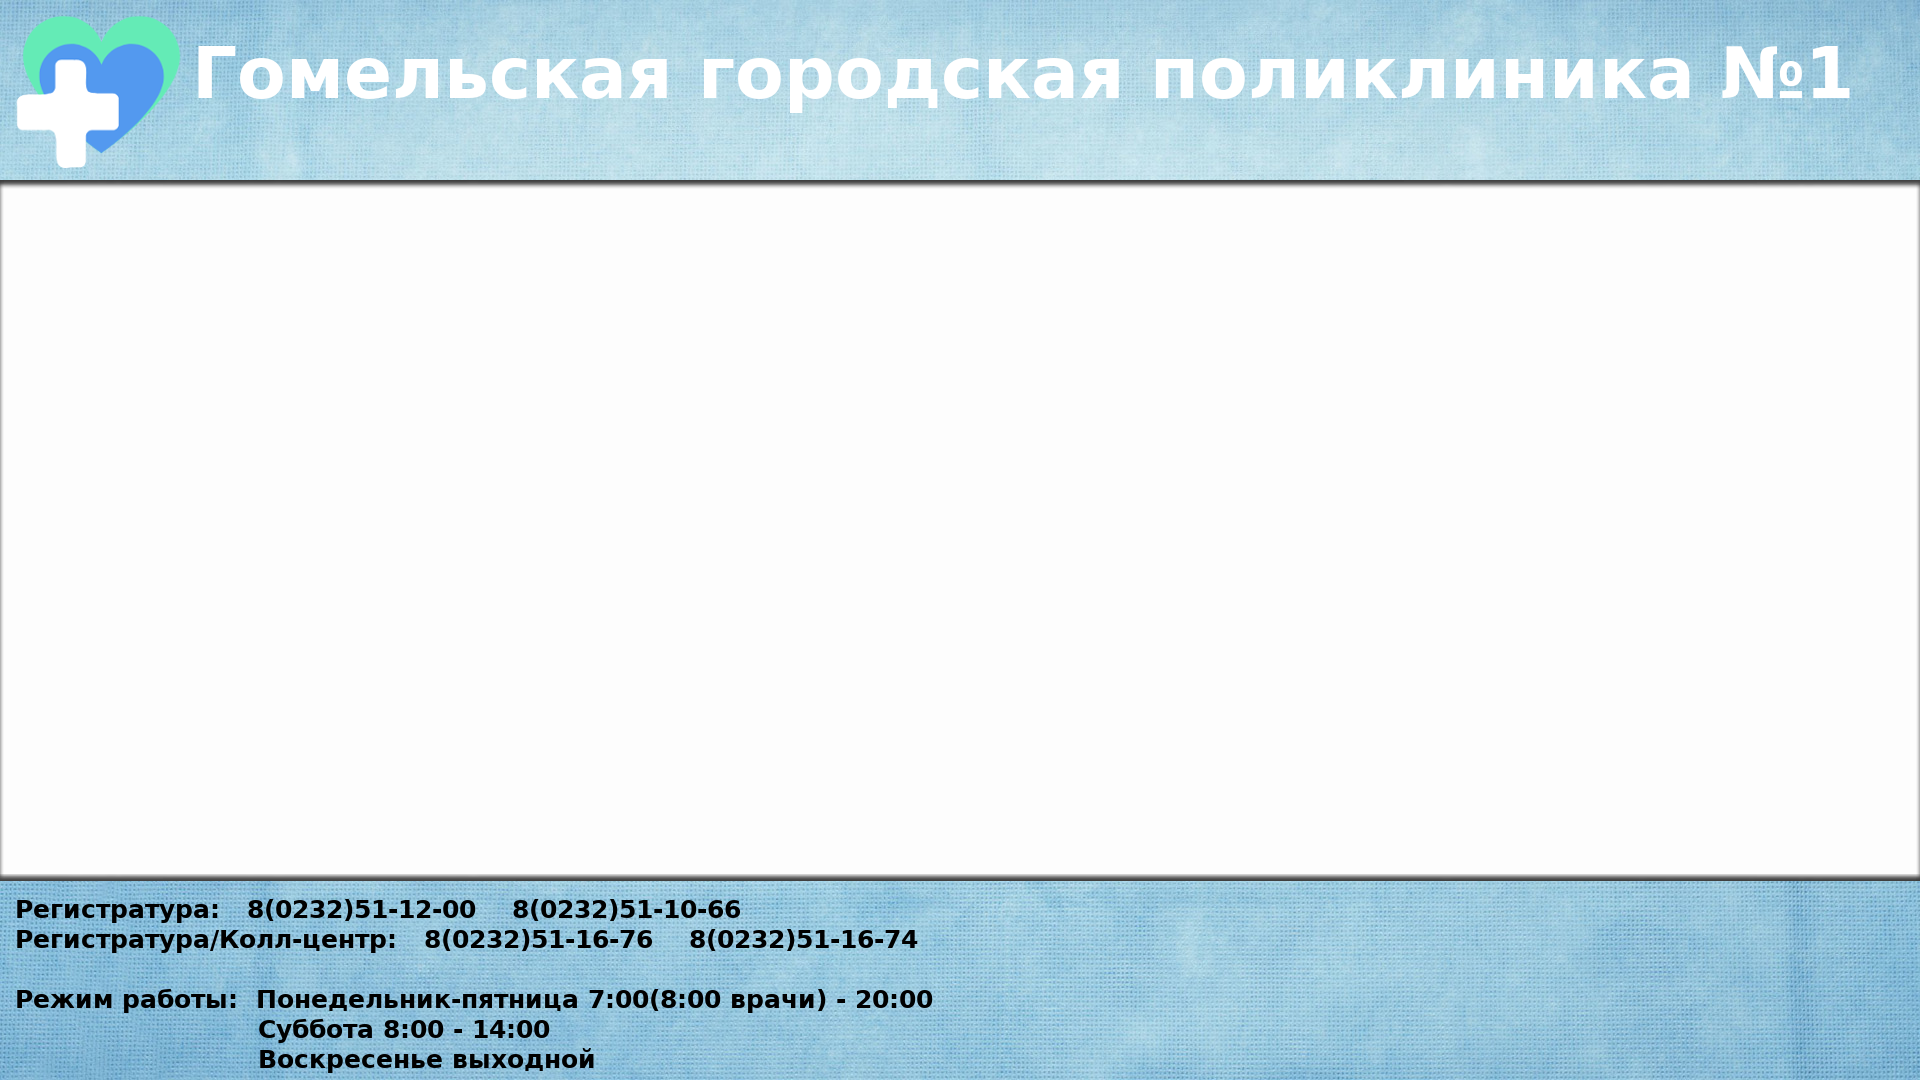 Гомельская городская поликлиника №1
Регистратура: 8(0232)51-12-00 8(0232)51-10-66
Регистратура/Колл-центр: 8(0232)51-16-76 8(0232)51-16-74
Режим работы: Понедельник-пятница 7:00(8:00 врачи) - 20:00
Суббота 8:00 - 14:00
Воскресенье выходной